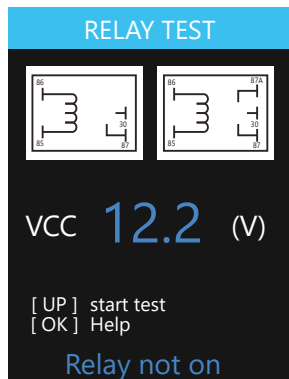 RELAY TEST
86
30
85
87
86
87A
30
85
87
VCC 12.2 (V)
[ UP ] start test
[ OK ] Help
Relay not on